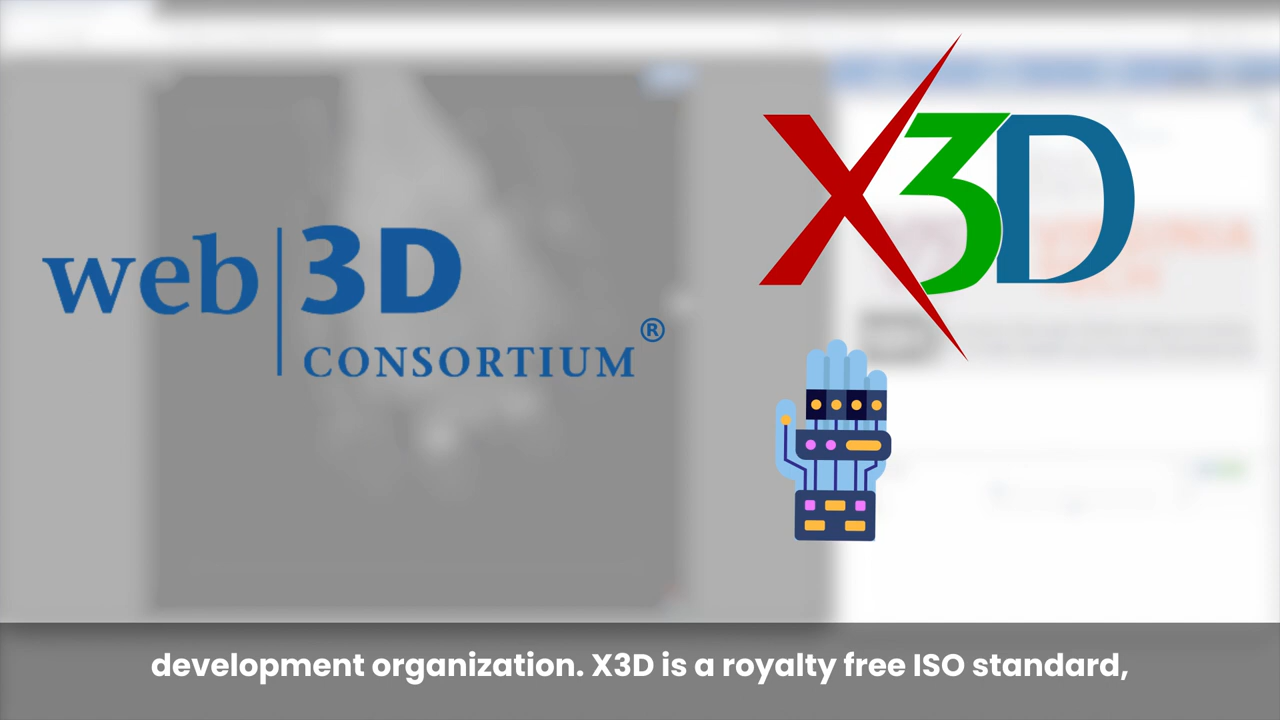 web 3D
CONSORTIUM®
X3D
development organization. X3D is a royalty free ISO standard,